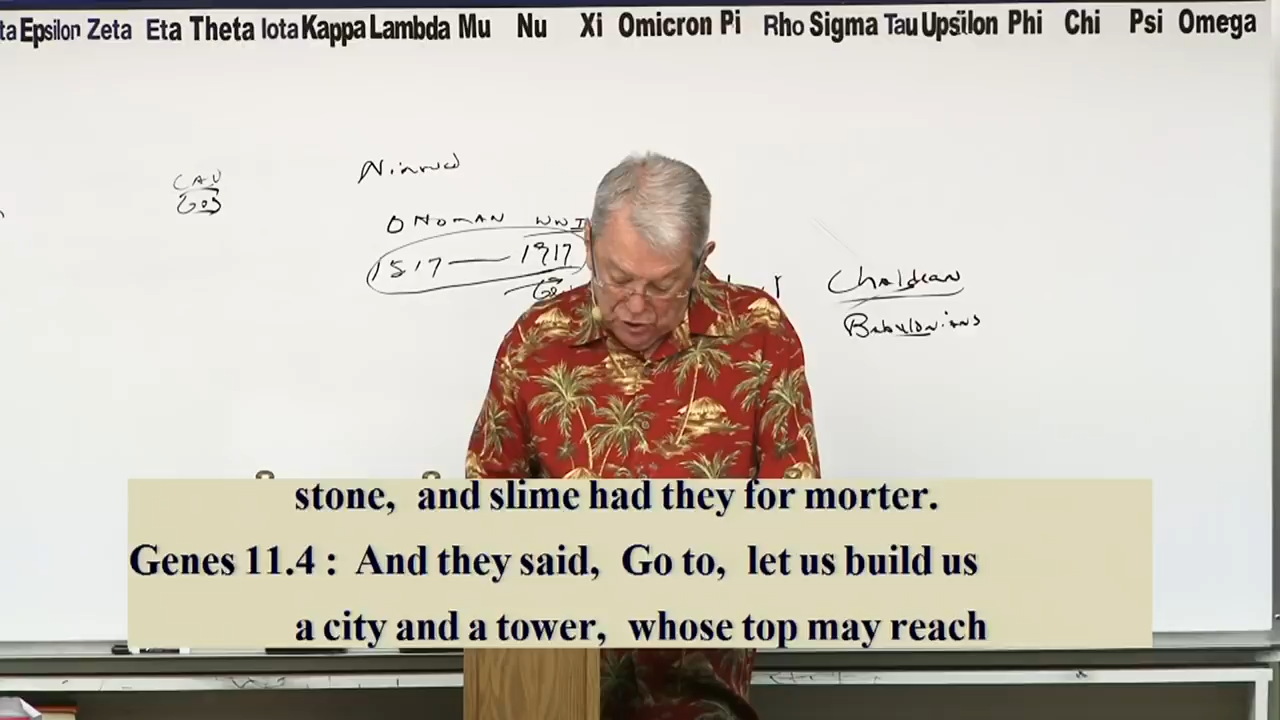 Epsilon Zeta Eta Theta Iota Kappa Lambda Mu Nu Xi Omicron Pi Rho Sigma Tau Upsilon Phi Chi Psi Omega
Nimrod
OTTOMAN WWI
1517 — 1917
Chaldean
Babylonians
stone, and slime had they for morter.
Genes 11.4 : And they said, Go to, let us build us
a city and a tower, whose top may reach